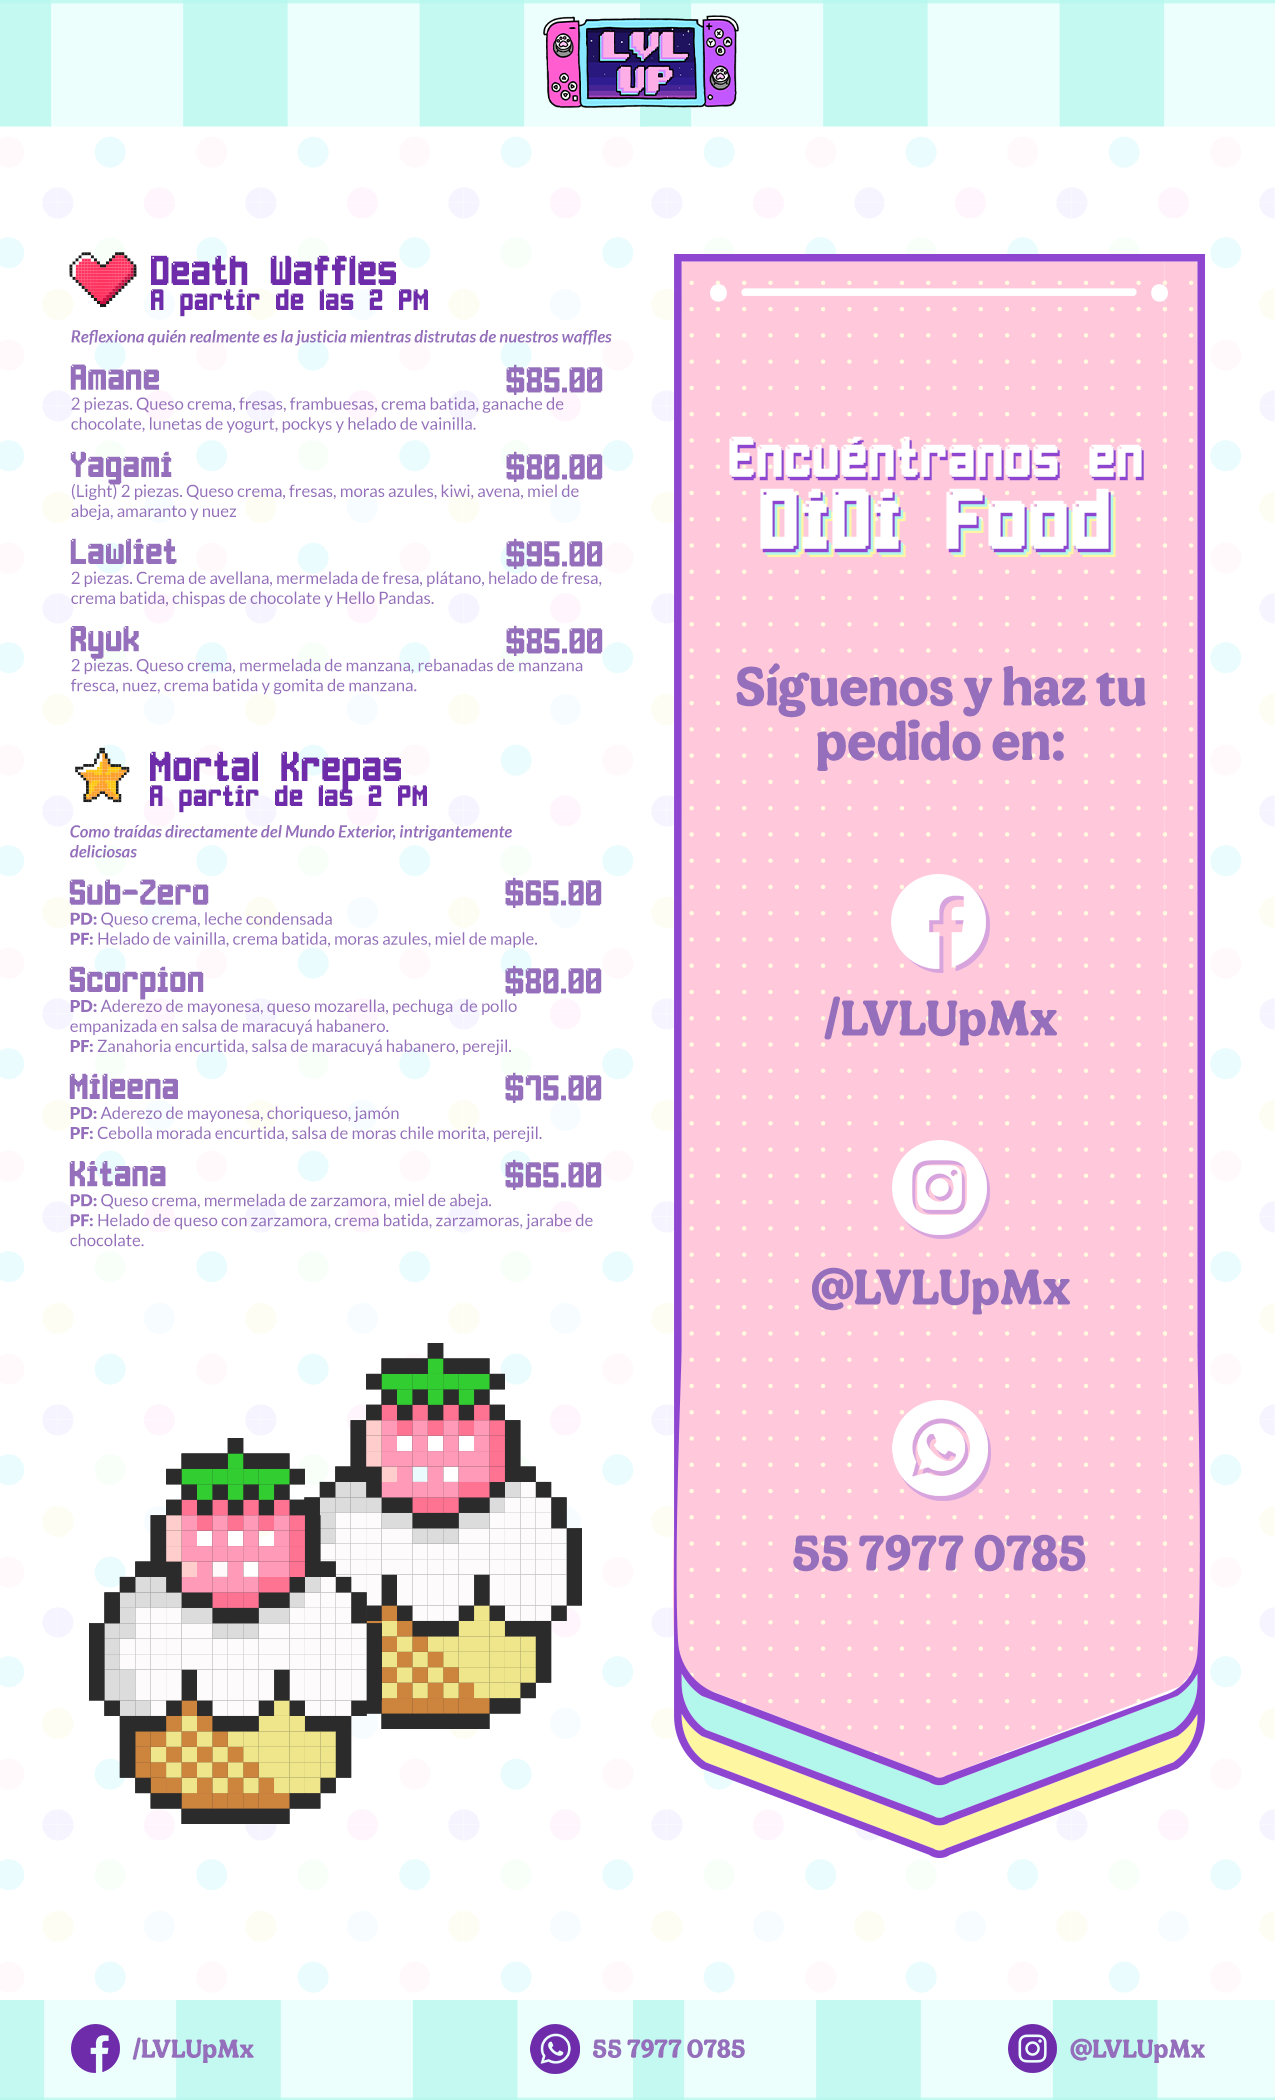 LVL
UP
Death Waffles
A partir de las 2 PM
Reflexiona quién realmente es la justicia mientras distrutas de nuestros waffles
Amane $85.00
2 piezas. Queso crema, fresas, frambuesas, crema batida, ganache de
chocolate, lunetas de yogurt, pockys y helado de vainilla.
Yagami $80.00
(Light) 2 piezas. Queso crema, fresas, moras azules, kiwi, avena, miel de
abeja, amaranto y nuez
Lawliet $95.00
2 piezas. Crema de avellana, mermelada de fresa, plátano, helado de fresa,
crema batida, chispas de chocolate y Hello Pandas.
Ryuk $85.00
2 piezas. Queso crema, mermelada de manzana, rebanadas de manzana
fresca, nuez, crema batida y gomita de manzana.
Mortal Krepas
A partir de las 2 PM
Como traídas directamente del Mundo Exterior, intrigantemente
deliciosas
Sub-Zero $65.00
PD: Queso crema, leche condensada
PF: Helado de vainilla, crema batida, moras azules, miel de maple.
Scorpion $80.00
PD: Aderezo de mayonesa, queso mozarella, pechuga de pollo
empanizada en salsa de maracuyá habanero.
PF: Zanahoria encurtida, salsa de maracuyá habanero, perejil.
Mileena $75.00
PD: Aderezo de mayonesa, choriqueso, jamón
PF: Cebolla morada encurtida, salsa de moras chile morita, perejil.
Kitana $65.00
PD: Queso crema, mermelada de zarzamora, miel de abeja.
PF: Helado de queso con zarzamora, crema batida, zarzamoras, jarabe de
chocolate.
Encuéntranos en
DiDi Food
Síguenos y haz tu
pedido en:
/LVLUpMx
@LVLUpMx
55 7977 0785
/LVLUpMx 55 7977 0785 @LVLUpMx